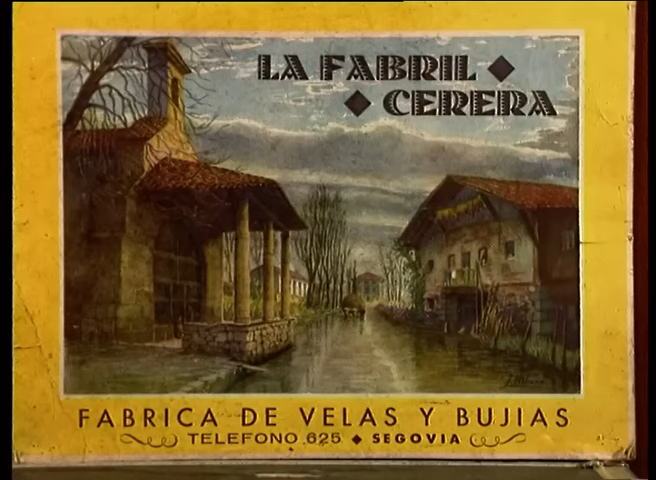 LA FABRIL ◆
◆ CERERA
FABRICA DE VELAS Y BUJIAS
TELEFONO 625 ◆ SEGOVIA